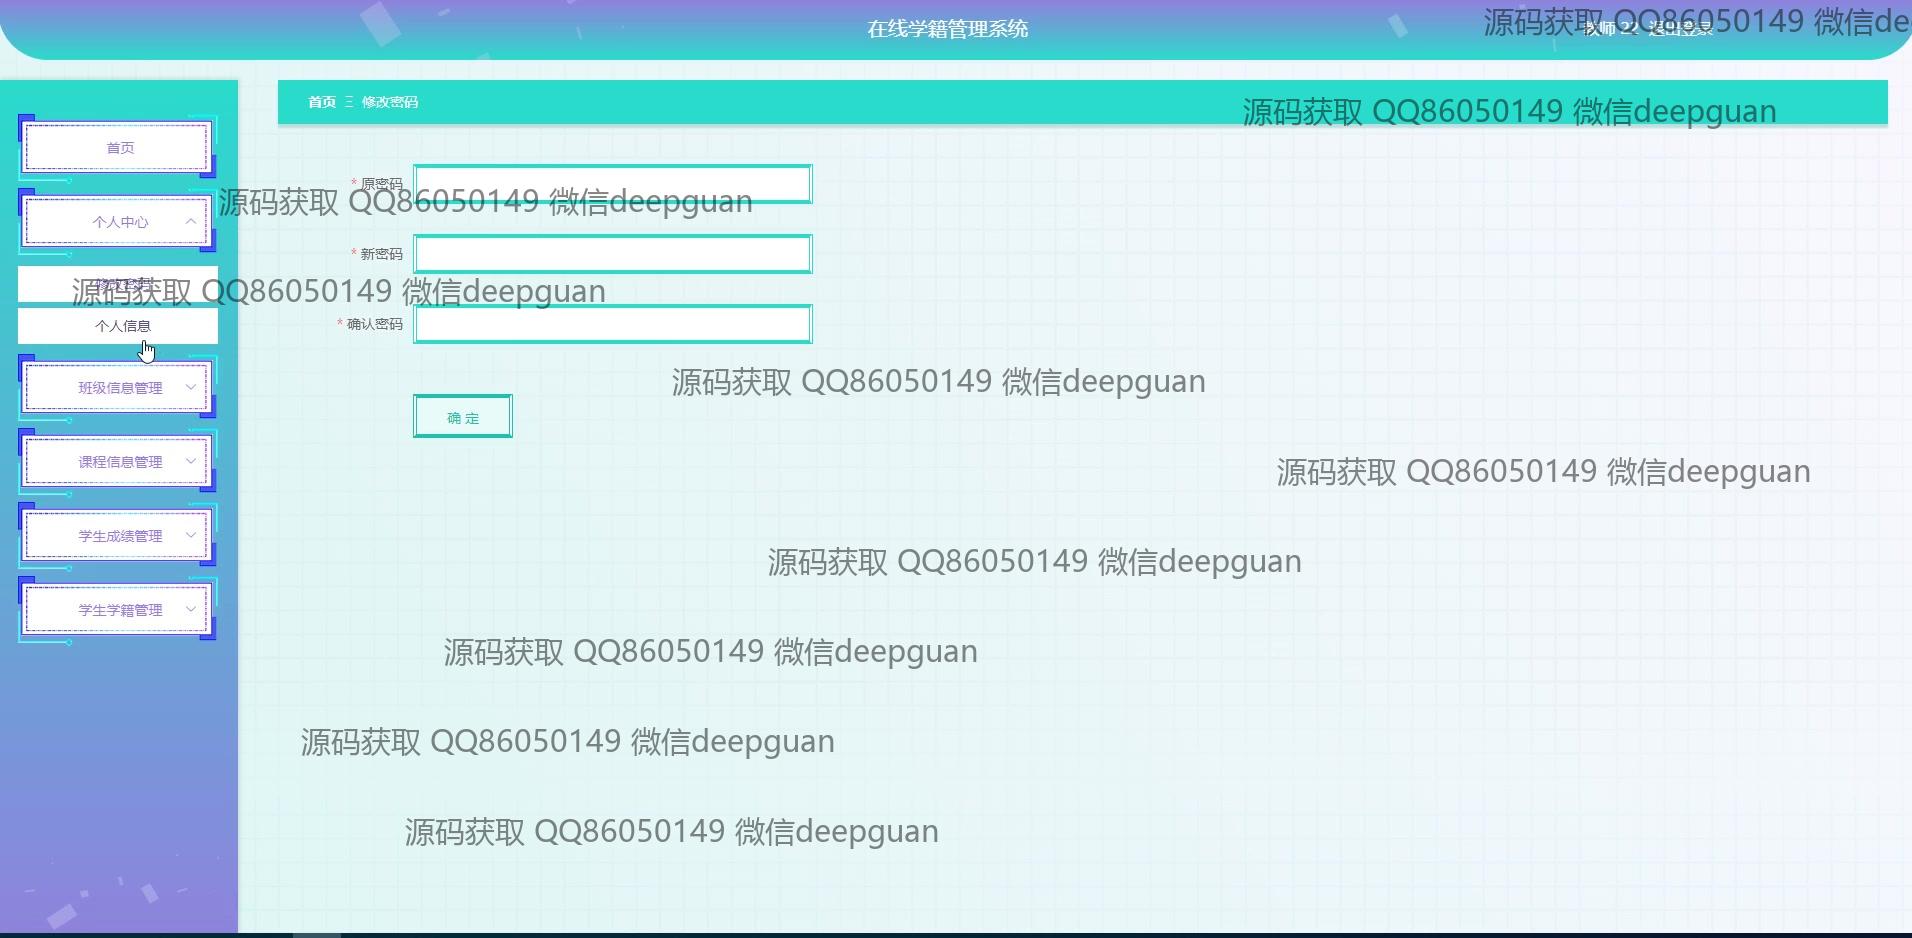 在线学籍管理系统
源码获取 QQ86050149 微信de
教师 22 退出登录
首页 三 修改密码
源码获取 QQ86050149 微信deepguan
首页
* 原密码
源码获取 QQ86050149 微信deepguan
个人中心
* 新密码
修改密码
源码获取 QQ86050149 微信deepguan
个人信息
* 确认密码
班级信息管理
源码获取 QQ86050149 微信deepguan
确 定
课程信息管理
源码获取 QQ86050149 微信deepguan
学生成绩管理
源码获取 QQ86050149 微信deepguan
学生学籍管理
源码获取 QQ86050149 微信deepguan
源码获取 QQ86050149 微信deepguan
源码获取 QQ86050149 微信deepguan